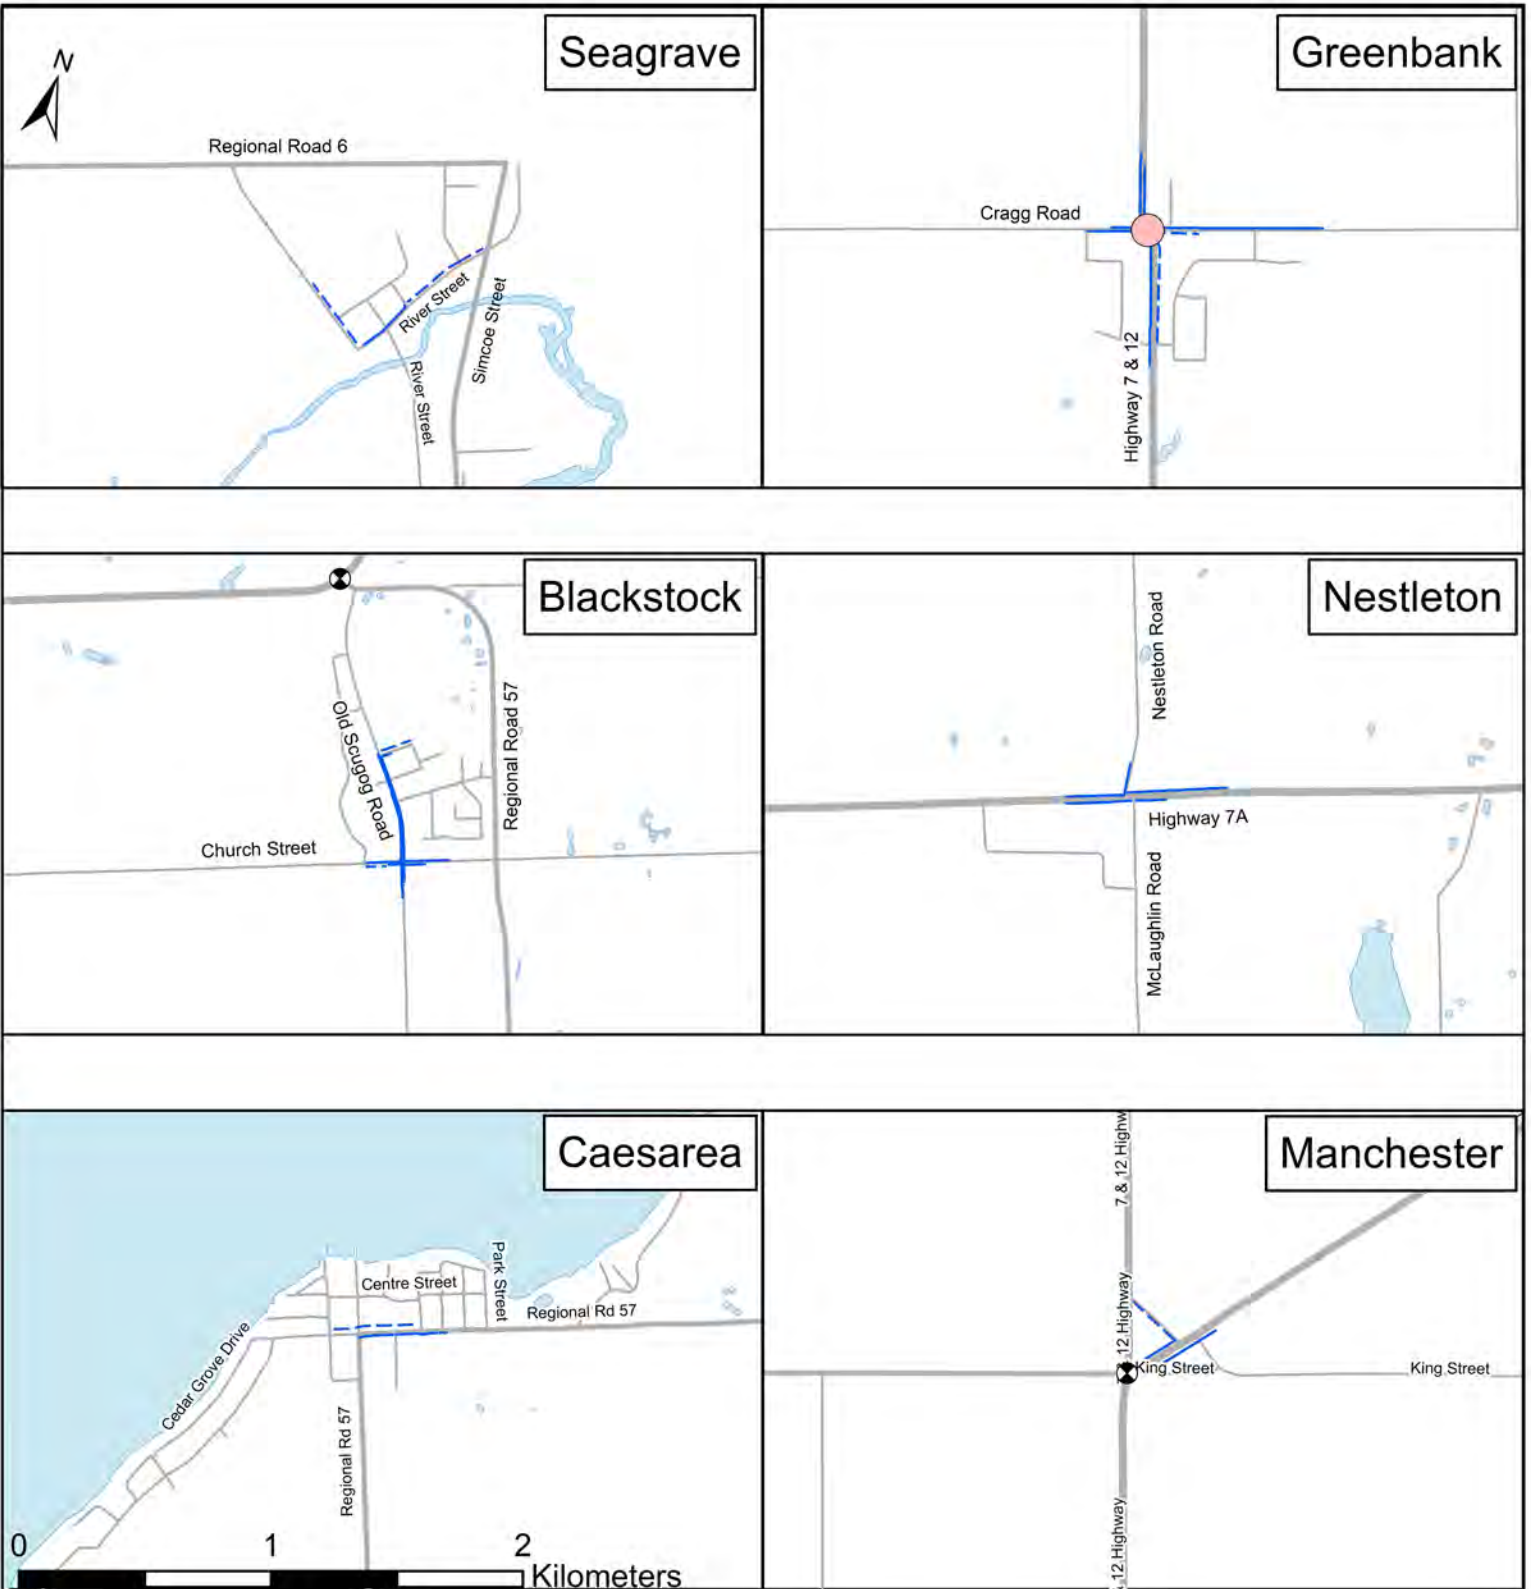 Seagrave
N
Regional Road 6
River Street
Simcoe Street
River Street
Greenbank
Cragg Road
Highway 7 & 12
Blackstock
Old Scugog Road
Regional Road 57
Church Street
Nestleton
Nestleton Road
Highway 7A
McLaughlin Road
Caesarea
Centre Street
Park Street
Regional Rd 57
Cedar Grove Drive
Regional Rd 57
0 1 2
Kilometers
Manchester
7 & 12 Highw
12 Highway
King Street
King Street
12 Highway